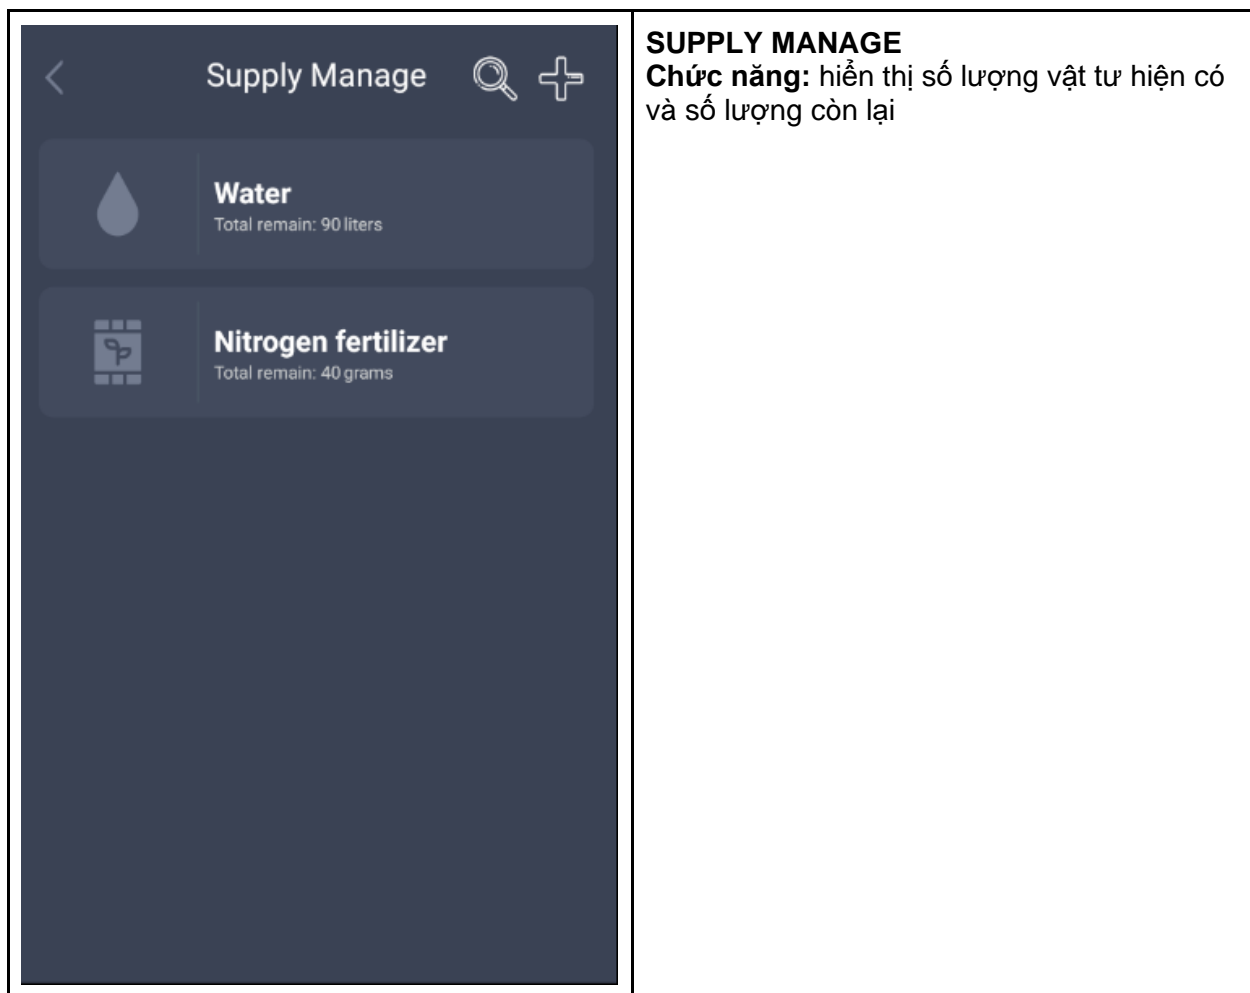 Supply Manage
Water
Total remain: 90 liters
Nitrogen fertilizer
Total remain: 40 grams
SUPPLY MANAGE
Chức năng: hiển thị số lượng vật tư hiện có
và số lượng còn lại